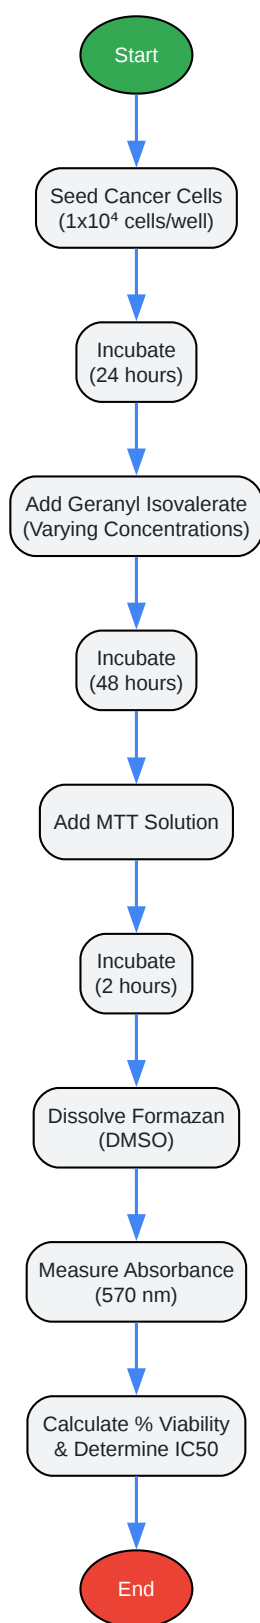 Start
Seed Cancer Cells
(1x10⁴ cells/well)
Incubate
(24 hours)
Add Geranyl Isovalerate
(Varying Concentrations)
Incubate
(48 hours)
Add MTT Solution
Incubate
(2 hours)
Dissolve Formazan
(DMSO)
Measure Absorbance
(570 nm)
Calculate % Viability
& Determine IC50
End